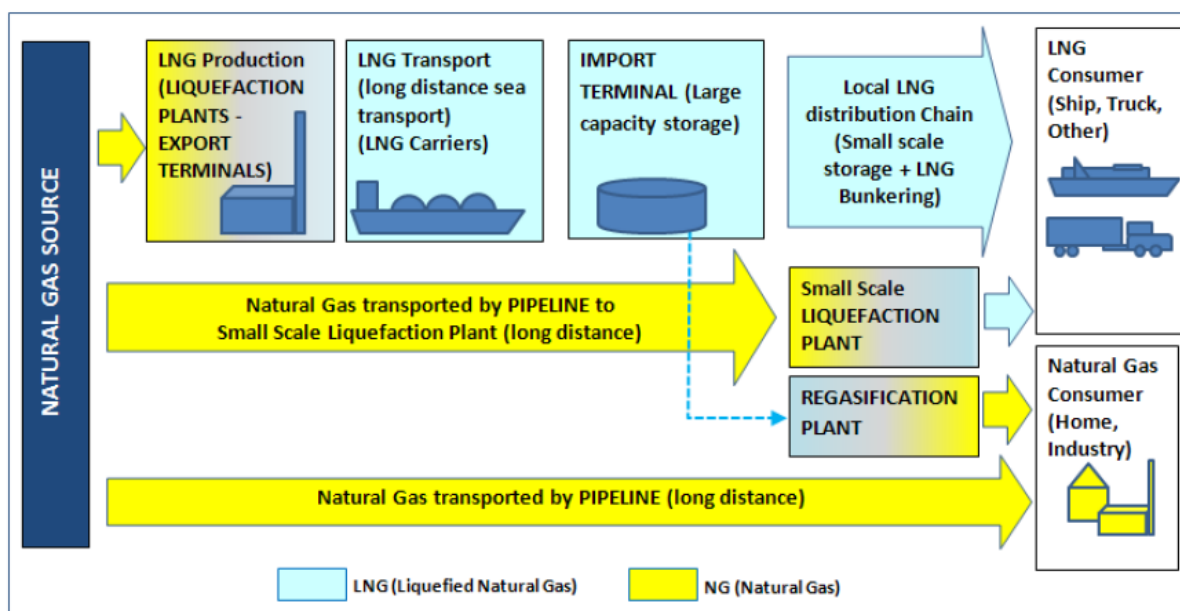 NATURAL GAS SOURCE
LNG Production
(LIQUEFACTION
PLANTS -
EXPORT
TERMINALS)
LNG Transport
(long distance sea
transport)
(LNG Carriers)
IMPORT
TERMINAL (Large
capacity storage)
Local LNG
distribution Chain
(Small scale
storage + LNG
Bunkering)
LNG
Consumer
(Ship, Truck,
Other)
Natural Gas transported by PIPELINE to
Small Scale Liquefaction Plant (long distance)
Small Scale
LIQUEFACTION
PLANT
REGASIFICATION
PLANT
Natural Gas
Consumer
(Home,
Industry)
Natural Gas transported by PIPELINE (long distance)
LNG (Liquefied Natural Gas)
NG (Natural Gas)